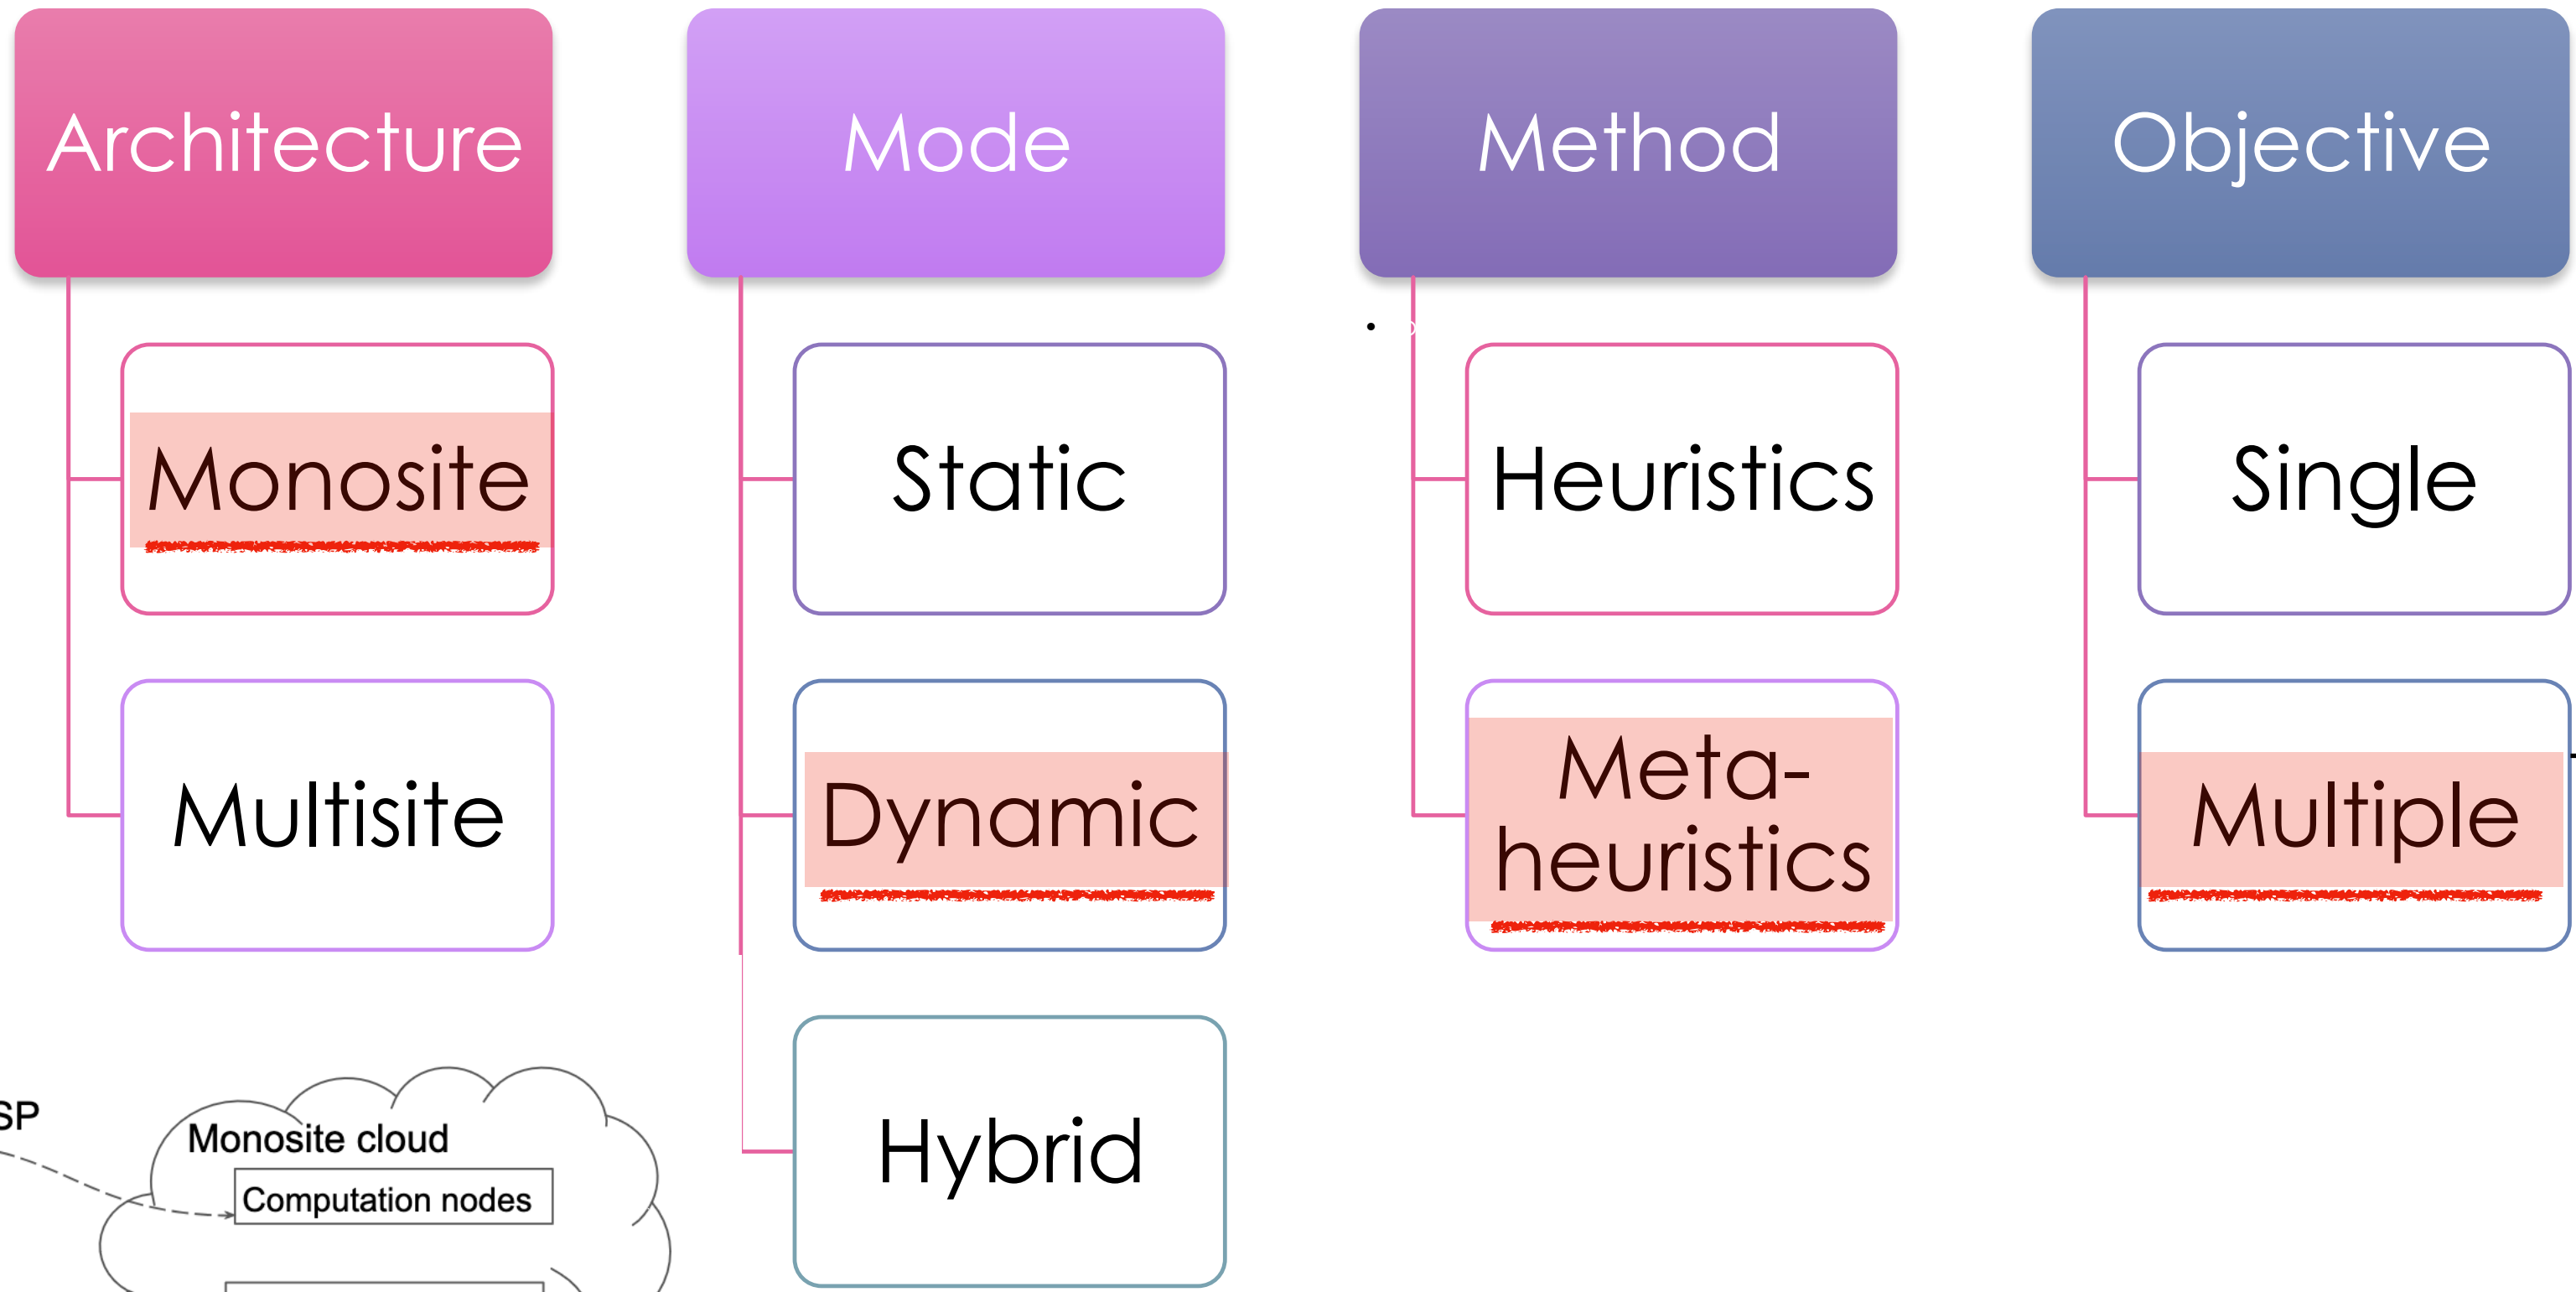 Architecture
Mode
Method
Objective
Monosite
Static
Heuristics
Single
Multisite
Dynamic
Meta-
heuristics
Multiple
Hybrid
SP
Monosite cloud
Computation nodes